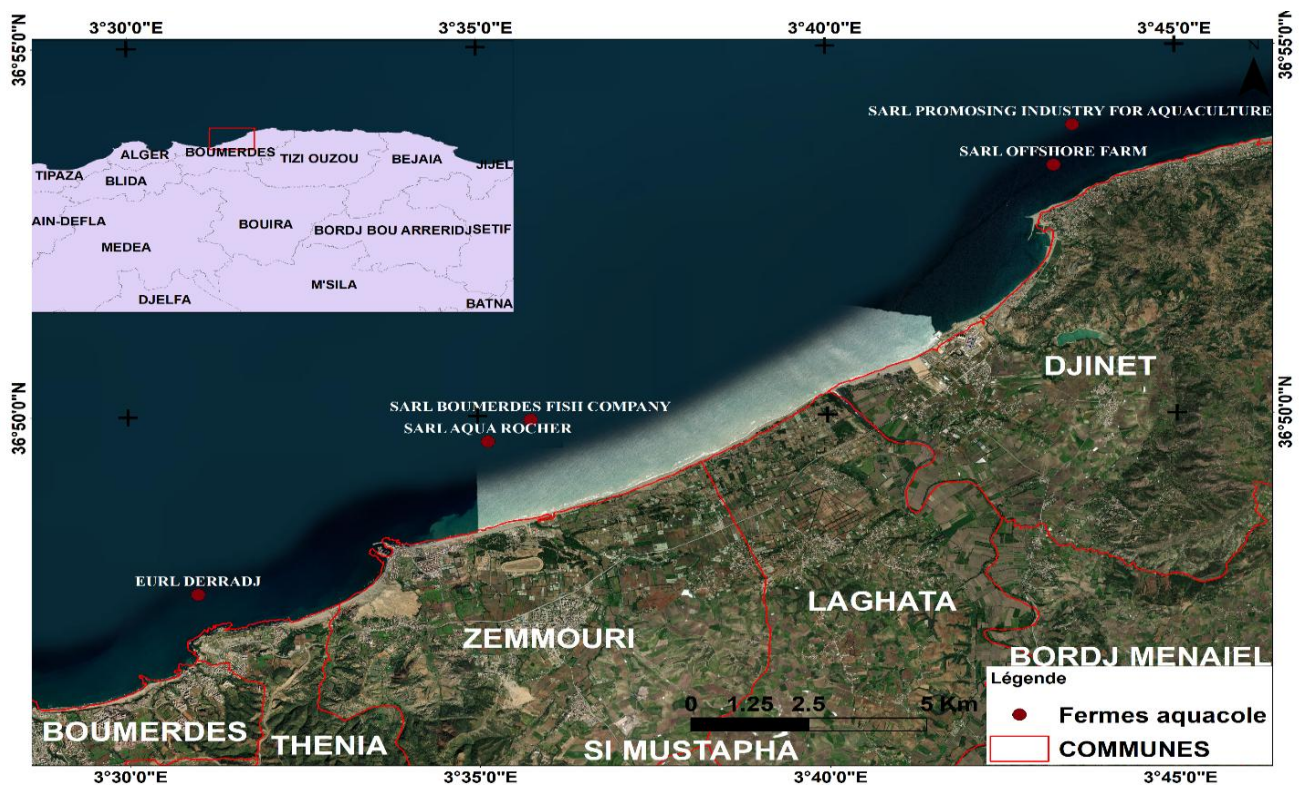 3°30'0"E 3°35'0"E 3°40'0"E 3°45'0"E
36°55'0"N 36°55'0"N
N
SARL PROMOSING INDUSTRY FOR AQUACULTURE
SARL OFFSHORE FARM
ALGER BOUMERDES TIZI OUZOU BEJAIA JIJEL
TIPAZA BLIDA
AIN-DEFLA BOUIRA BORDJ BOU ARRERIDJ SETIF
MEDEA
M'SILA
DJELFA BATNA
DJINET
36°50'0"N 36°50'0"N
SARL BOUMERDES FISH COMPANY
SARL AQUA ROCHER
EURL DERRADJ
LAGHATA
ZEMMOURI
BORDJ MENAIEL
BOUMERDES
THENIA
SI MUSTAPHA
0 1.25 2.5 5 Km
Légende
Fermes aquacole
COMMUNES
3°30'0"E 3°35'0"E 3°40'0"E 3°45'0"E